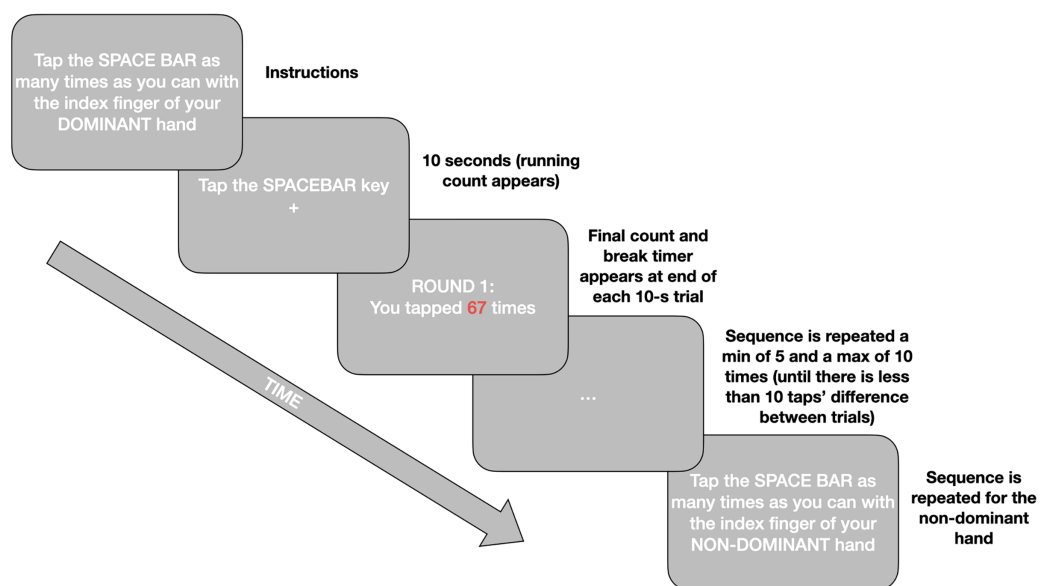 Tap the SPACE BAR as
many times as you can with
the index finger of your
DOMINANT hand
Instructions
Tap the SPACEBAR key
+
10 seconds (running
count appears)
ROUND 1:
You tapped 67 times
Final count and
break timer
appears at end of
each 10-s trial
...
Sequence is repeated a
min of 5 and a max of 10
times (until there is less
than 10 taps’ difference
between trials)
TIME
Tap the SPACE BAR as
many times as you can with
the index finger of your
NON-DOMINANT hand
Sequence is
repeated for the
non-dominant
hand